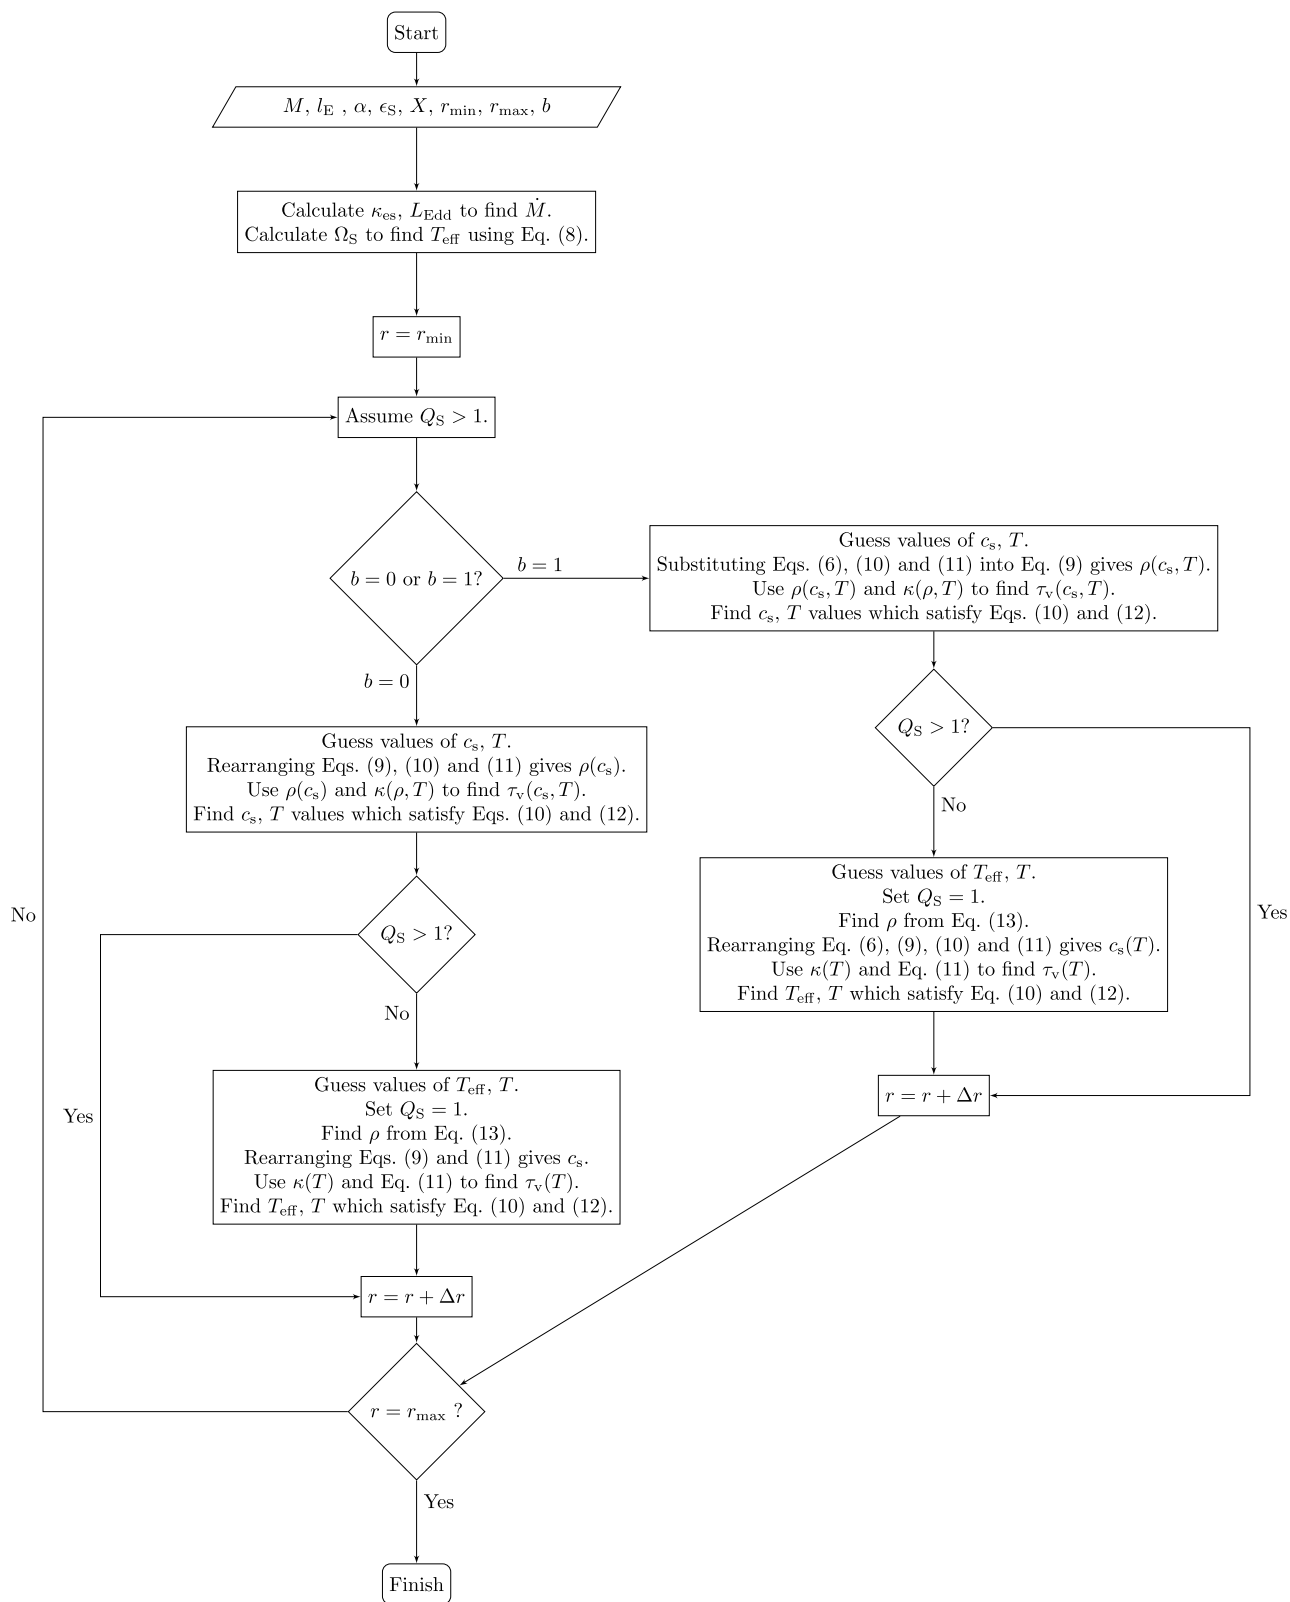 Start
M, l_E , α, ϵ_S, X, r_min, r_max, b
Calculate κ_es, L_Edd to find Ṁ.
Calculate Ω_S to find T_eff using Eq. (8).
r = r_min
Assume Q_S > 1.
b = 0 or b = 1?
b = 1
Guess values of c_s, T.
Substituting Eqs. (6), (10) and (11) into Eq. (9) gives ρ(c_s, T).
Use ρ(c_s, T) and κ(ρ, T) to find τ_v(c_s, T).
Find c_s, T values which satisfy Eqs. (10) and (12).
b = 0
Q_S > 1?
Guess values of c_s, T.
Rearranging Eqs. (9), (10) and (11) gives ρ(c_s).
Use ρ(c_s) and κ(ρ, T) to find τ_v(c_s, T).
Find c_s, T values which satisfy Eqs. (10) and (12).
No
Guess values of T_eff, T.
Set Q_S = 1.
Find ρ from Eq. (13).
Rearranging Eq. (6), (9), (10) and (11) gives c_s(T).
Use κ(T) and Eq. (11) to find τ_v(T).
Find T_eff, T which satisfy Eq. (10) and (12).
Yes
No
Q_S > 1?
No
Guess values of T_eff, T.
Set Q_S = 1.
Find ρ from Eq. (13).
Rearranging Eqs. (9) and (11) gives c_s.
Use κ(T) and Eq. (11) to find τ_v(T).
Find T_eff, T which satisfy Eq. (10) and (12).
Yes
r = r + Δr
r = r + Δr
r = r_max ?
Yes
Finish